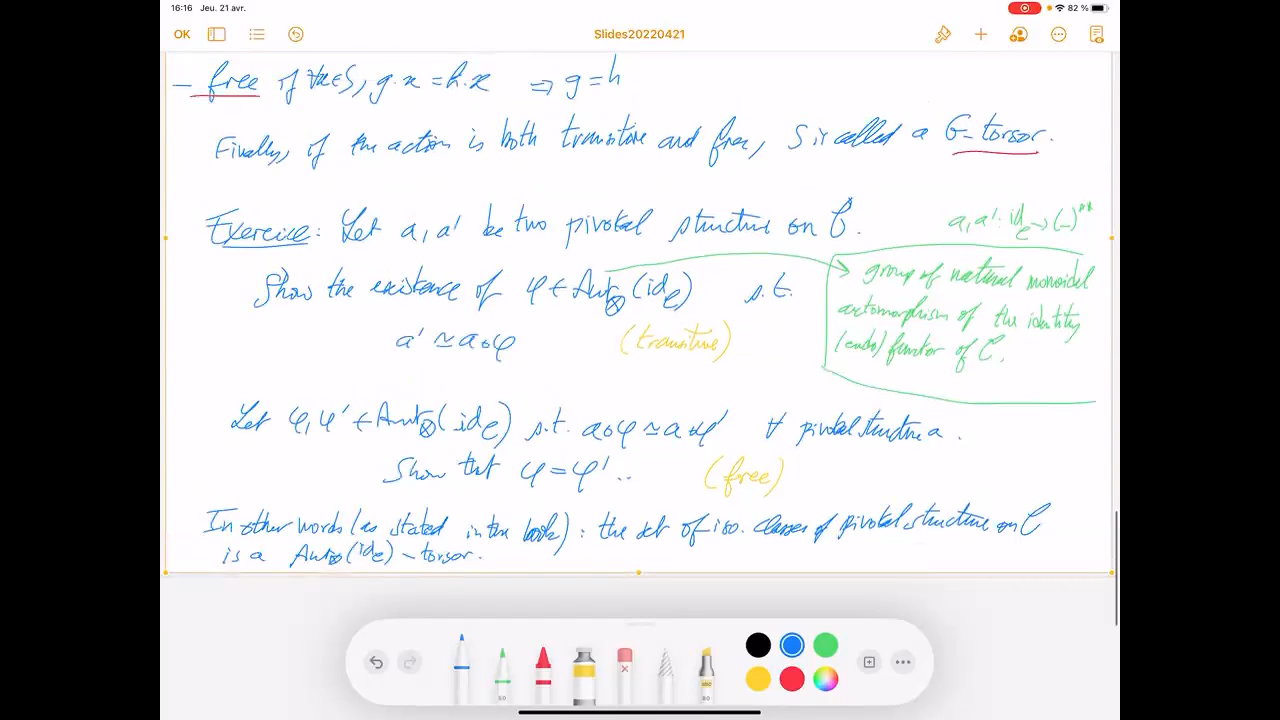 16:16 Jeu. 21 avr.
82 %
OK
Slides20220421
- free if ∀x∈S, g.x = h.x ⇒ g=h
Finally, if the action is both transitive and free, S is called a G-torsor.
Exercise: Let a, a' be two pivotal structure on C.
a, a': id_C → (_)**
Show the existence of φ ∈ Aut⊗(id_C) s.t.
a' ≃ a∘φ (transitive)
group of natural monoidal
automorphism of the identity
(endo) functor of C.
Let φ, φ' ∈ Aut⊗(id_C) s.t. a∘φ ≃ a∘φ' ∀ pivotal structure a.
Show that φ = φ'.. (free)
In other words (as stated in the book): the set of iso. classes of pivotal structure on C
is a Aut⊗(id_C)-torsor.